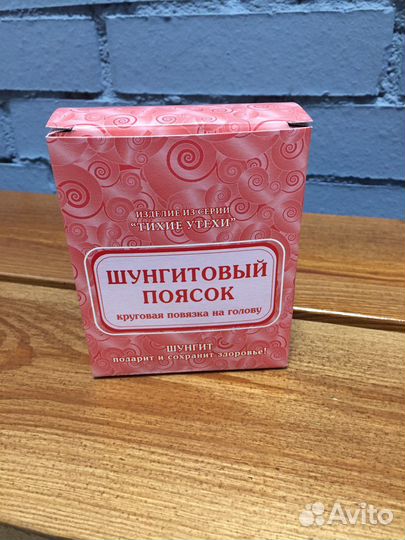 ИЗДЕЛИЕ ИЗ СЕРИИ
"ТИХИЕ УТЕХИ"
ШУНГИТОВЫЙ
ПОЯСОК
круговая повязка на голову
ШУНГИТ
подарит и сохранит здоровье!
Avito